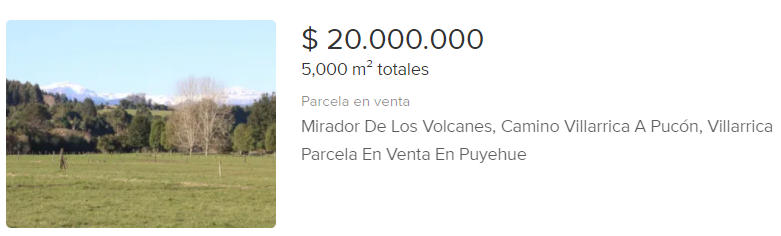 $ 20.000.000
5,000 m² totales
Parcela en venta
Mirador De Los Volcanes, Camino Villarrica A Pucón, Villarrica
Parcela En Venta En Puyehue